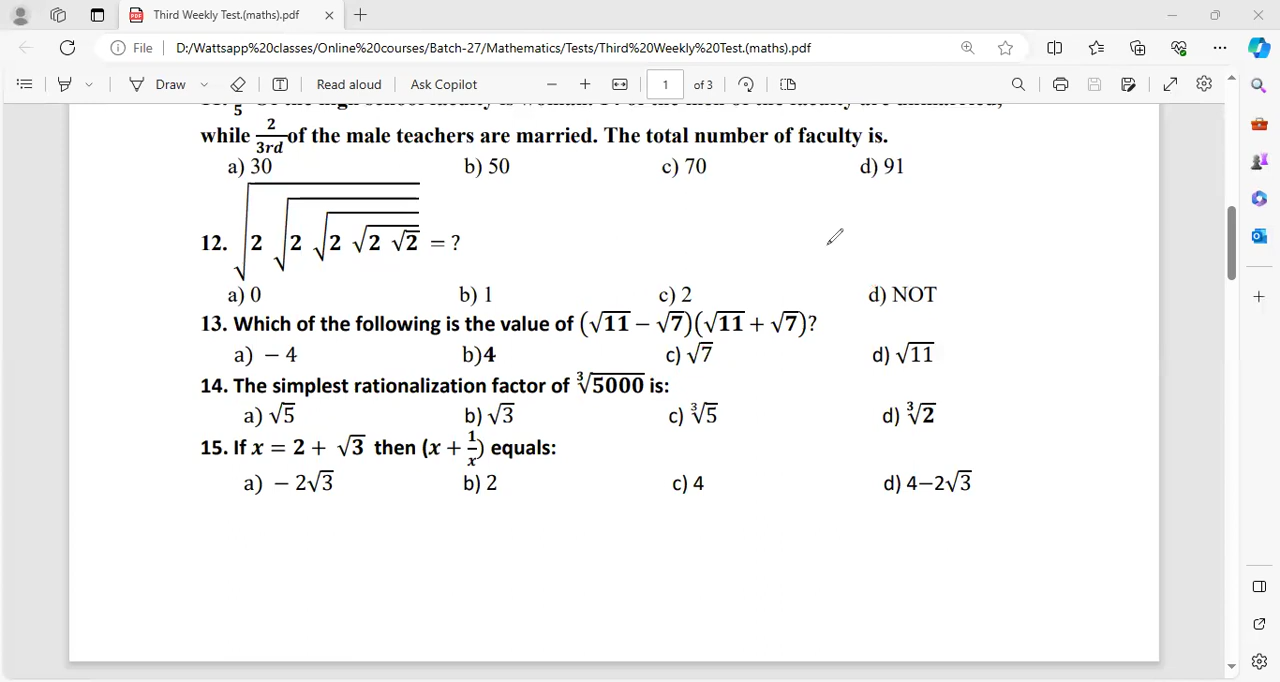 Third Weekly Test.(maths).pdf
File D:/Wattsapp%20classes/Online%20courses/Batch-27/Mathematics/Tests/Third%20Weekly%20Test.(maths).pdf
Draw Read aloud Ask Copilot 1 of 3
while 2/3rd of the male teachers are married. The total number of faculty is.
a) 30 b) 50 c) 70 d) 91
12. √(2√(2√(2√(2√2)))) = ?
a) 0 b) 1 c) 2 d) NOT
13. Which of the following is the value of (√11 − √7)(√11 + √7)?
a) − 4 b)4 c) √7 d) √11
14. The simplest rationalization factor of ∛5000 is:
a) √5 b) √3 c) ∛5 d) ∛2
15. If x = 2 + √3 then (x + 1/x) equals:
a) − 2√3 b) 2 c) 4 d) 4−2√3